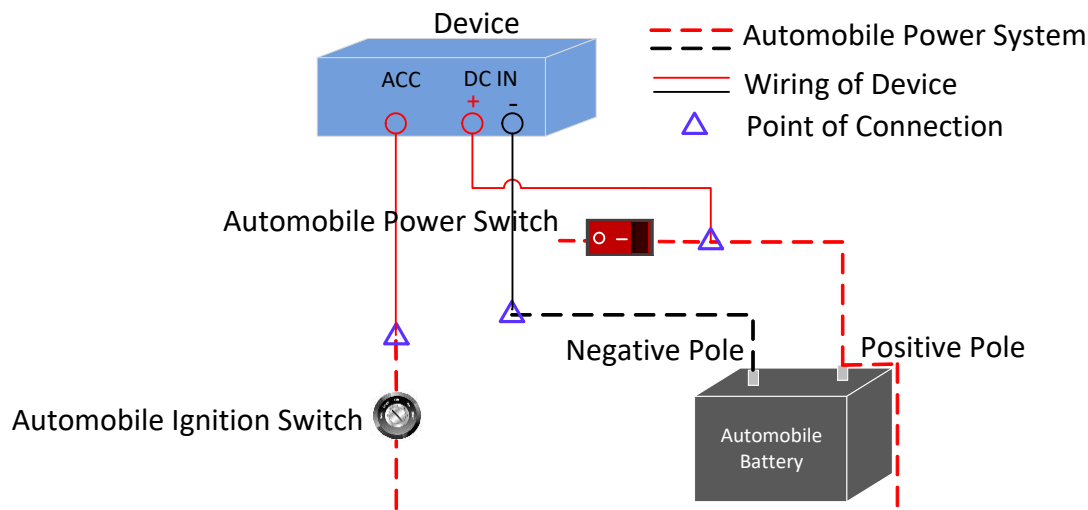 Device
Automobile Power System
ACC
DC IN
+
-
Wiring of Device
Point of Connection
Automobile Power Switch
Negative Pole
Positive Pole
Automobile Ignition Switch
Automobile
Battery